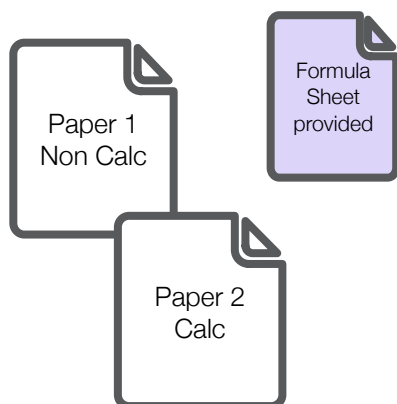 Paper 1
Non Calc
Formula
Sheet
provided
Paper 2
Calc